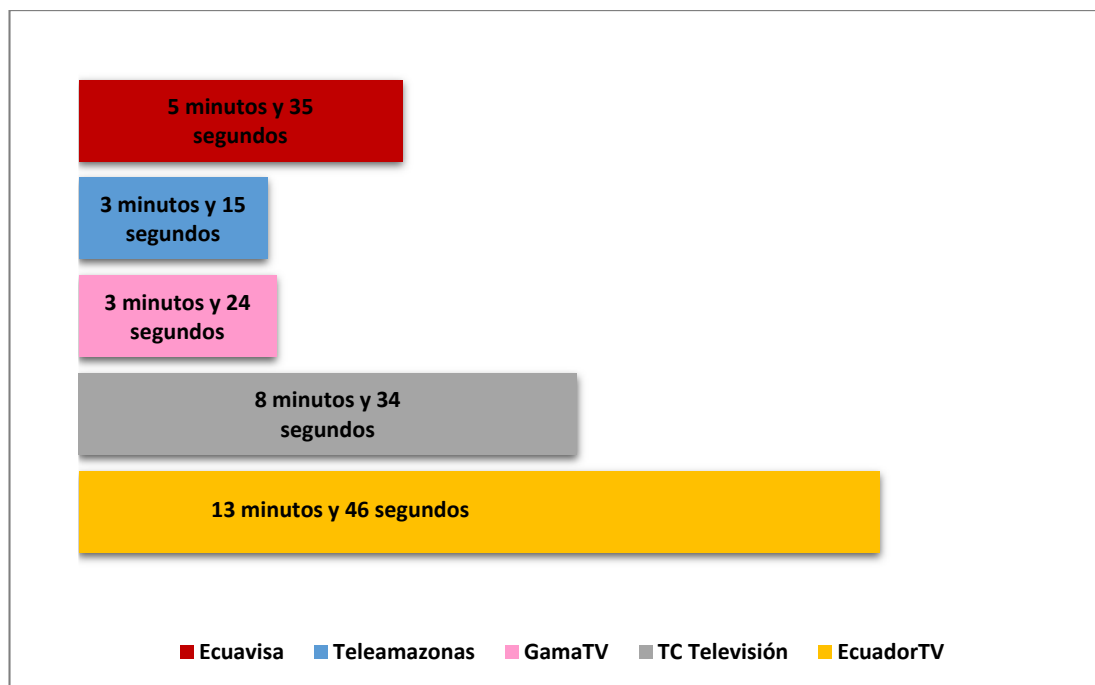 5 minutos y 35
segundos
3 minutos y 15
segundos
3 minutos y 24
segundos
8 minutos y 34
segundos
13 minutos y 46 segundos
Ecuavisa Teleamazonas GamaTV TC Televisión EcuadorTV